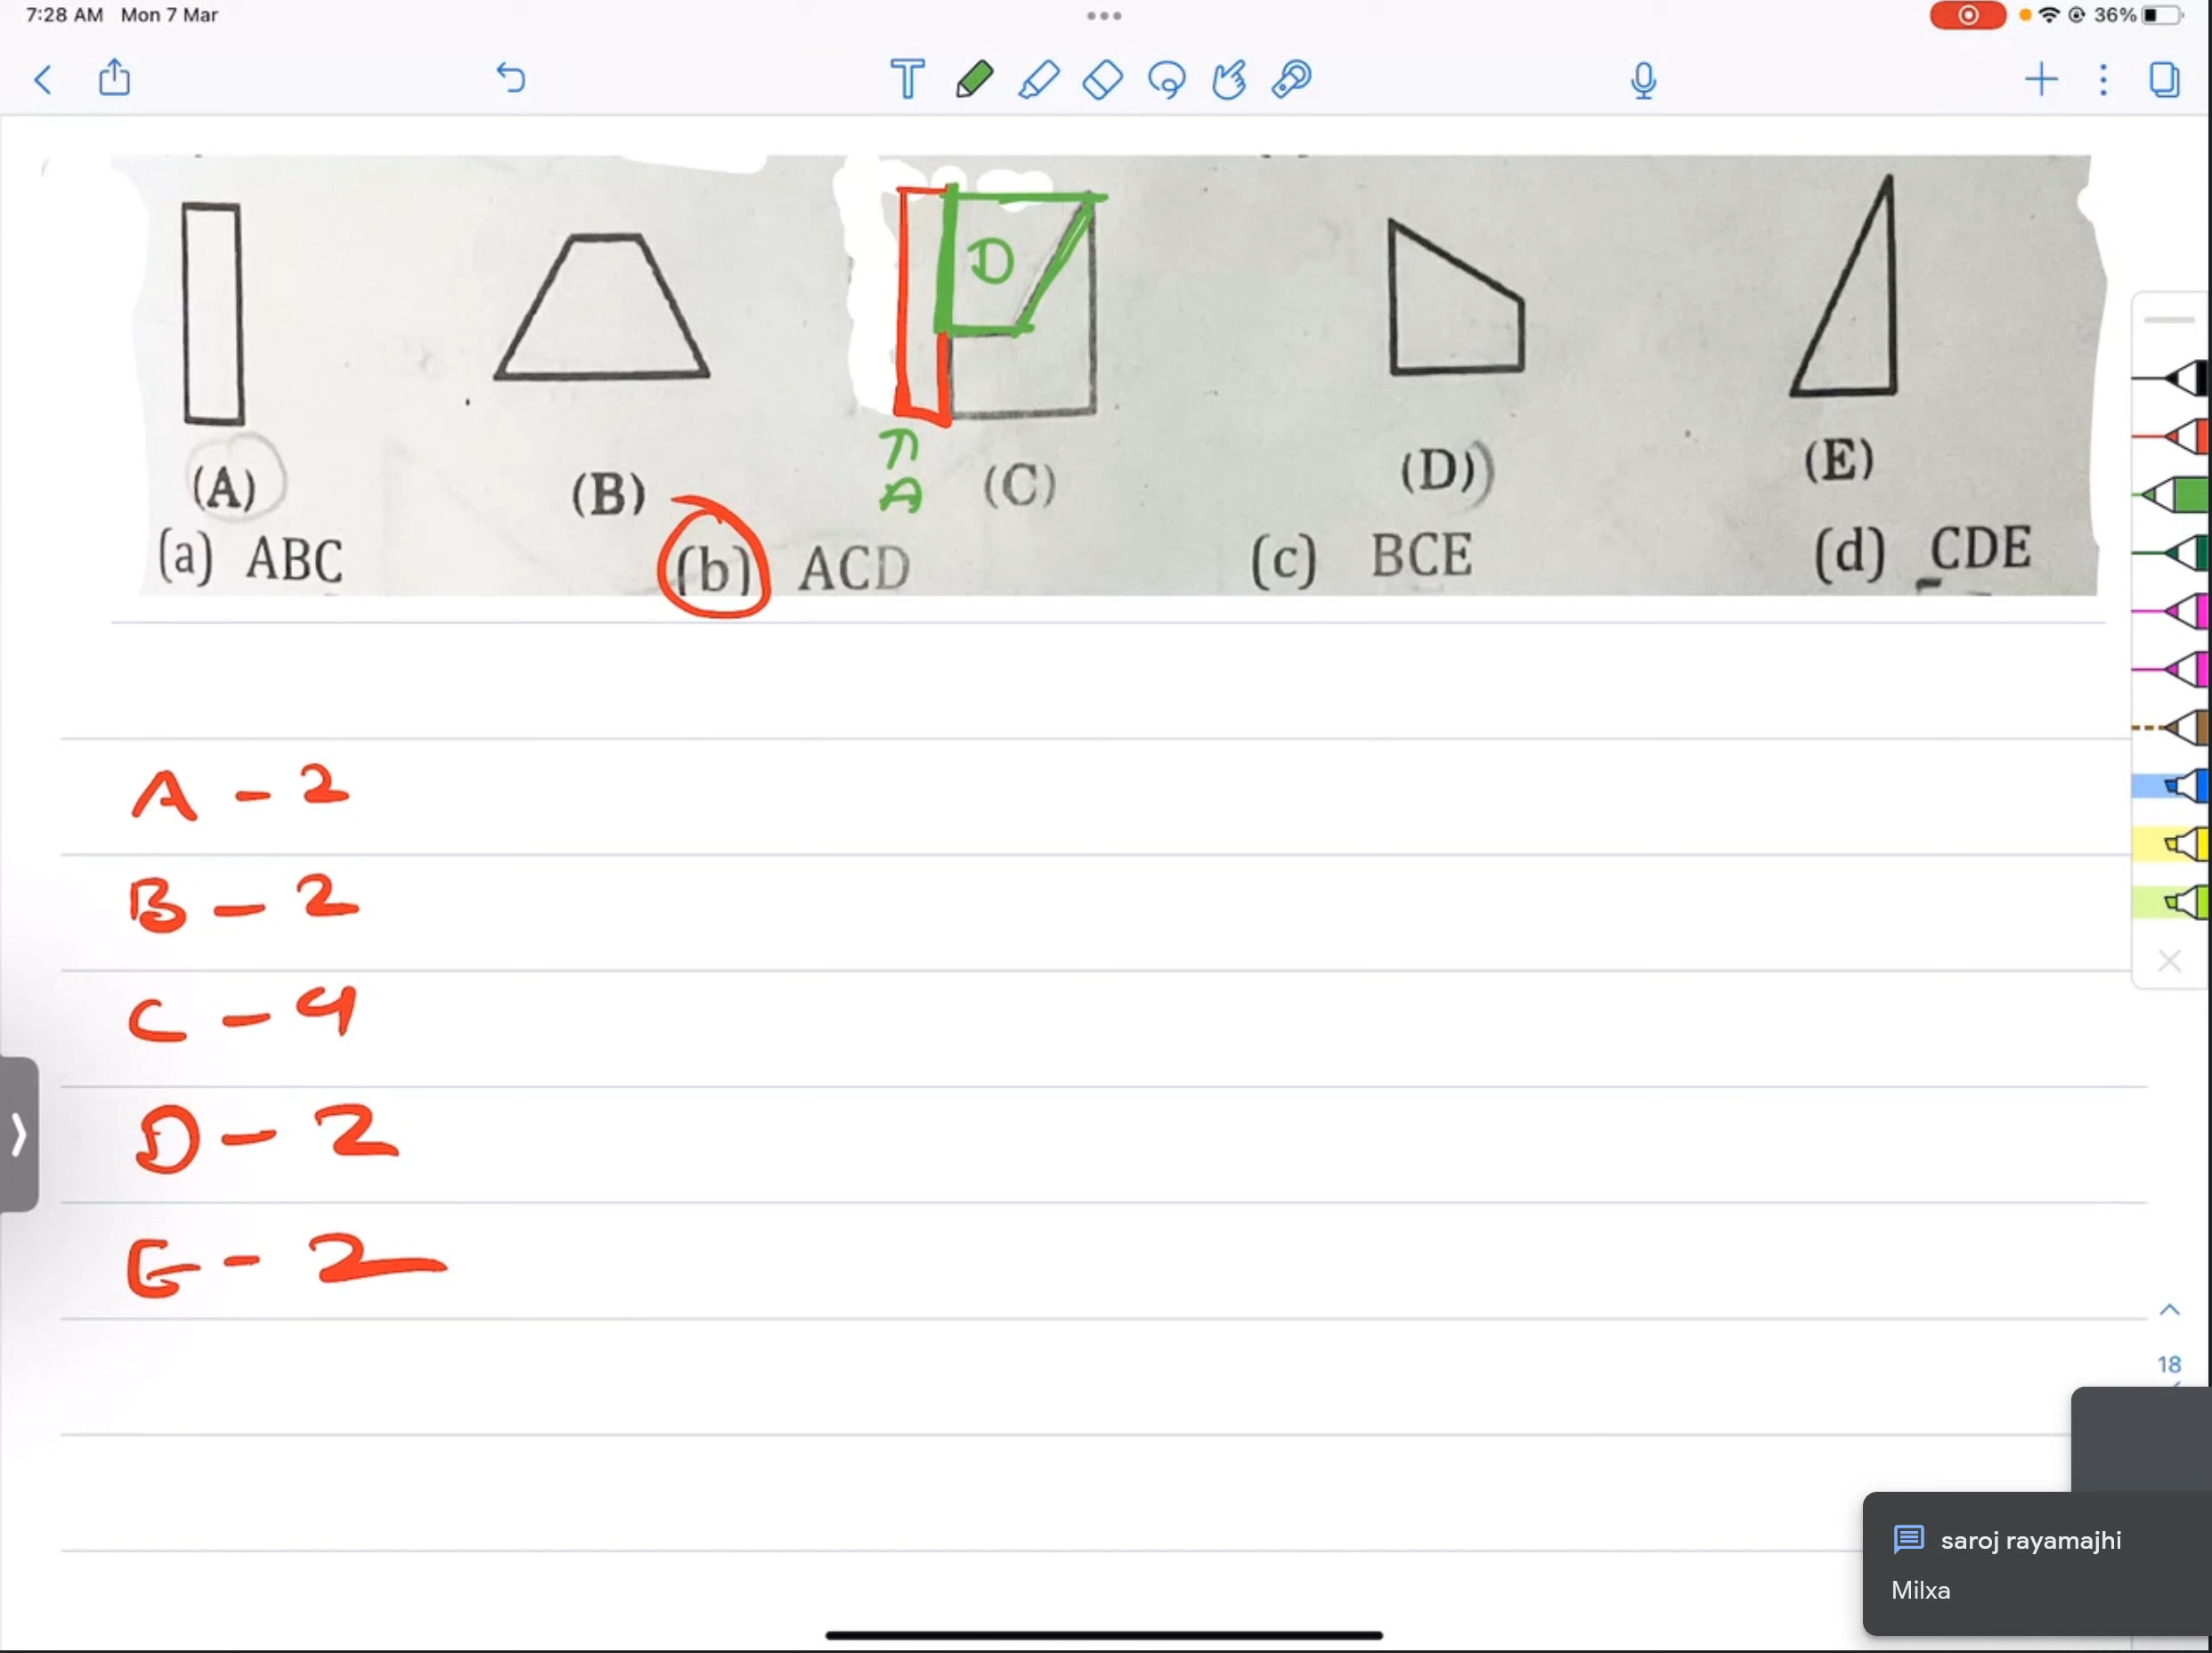 7:28 AM Mon 7 Mar
36%
T
D
A
(A) (B) (C) (D) (E)
(a) ABC (b) ACD (c) BCE (d) CDE
A - 2
B - 2
C - 4
D - 2
E - 2
18
saroj rayamajhi
Milxa